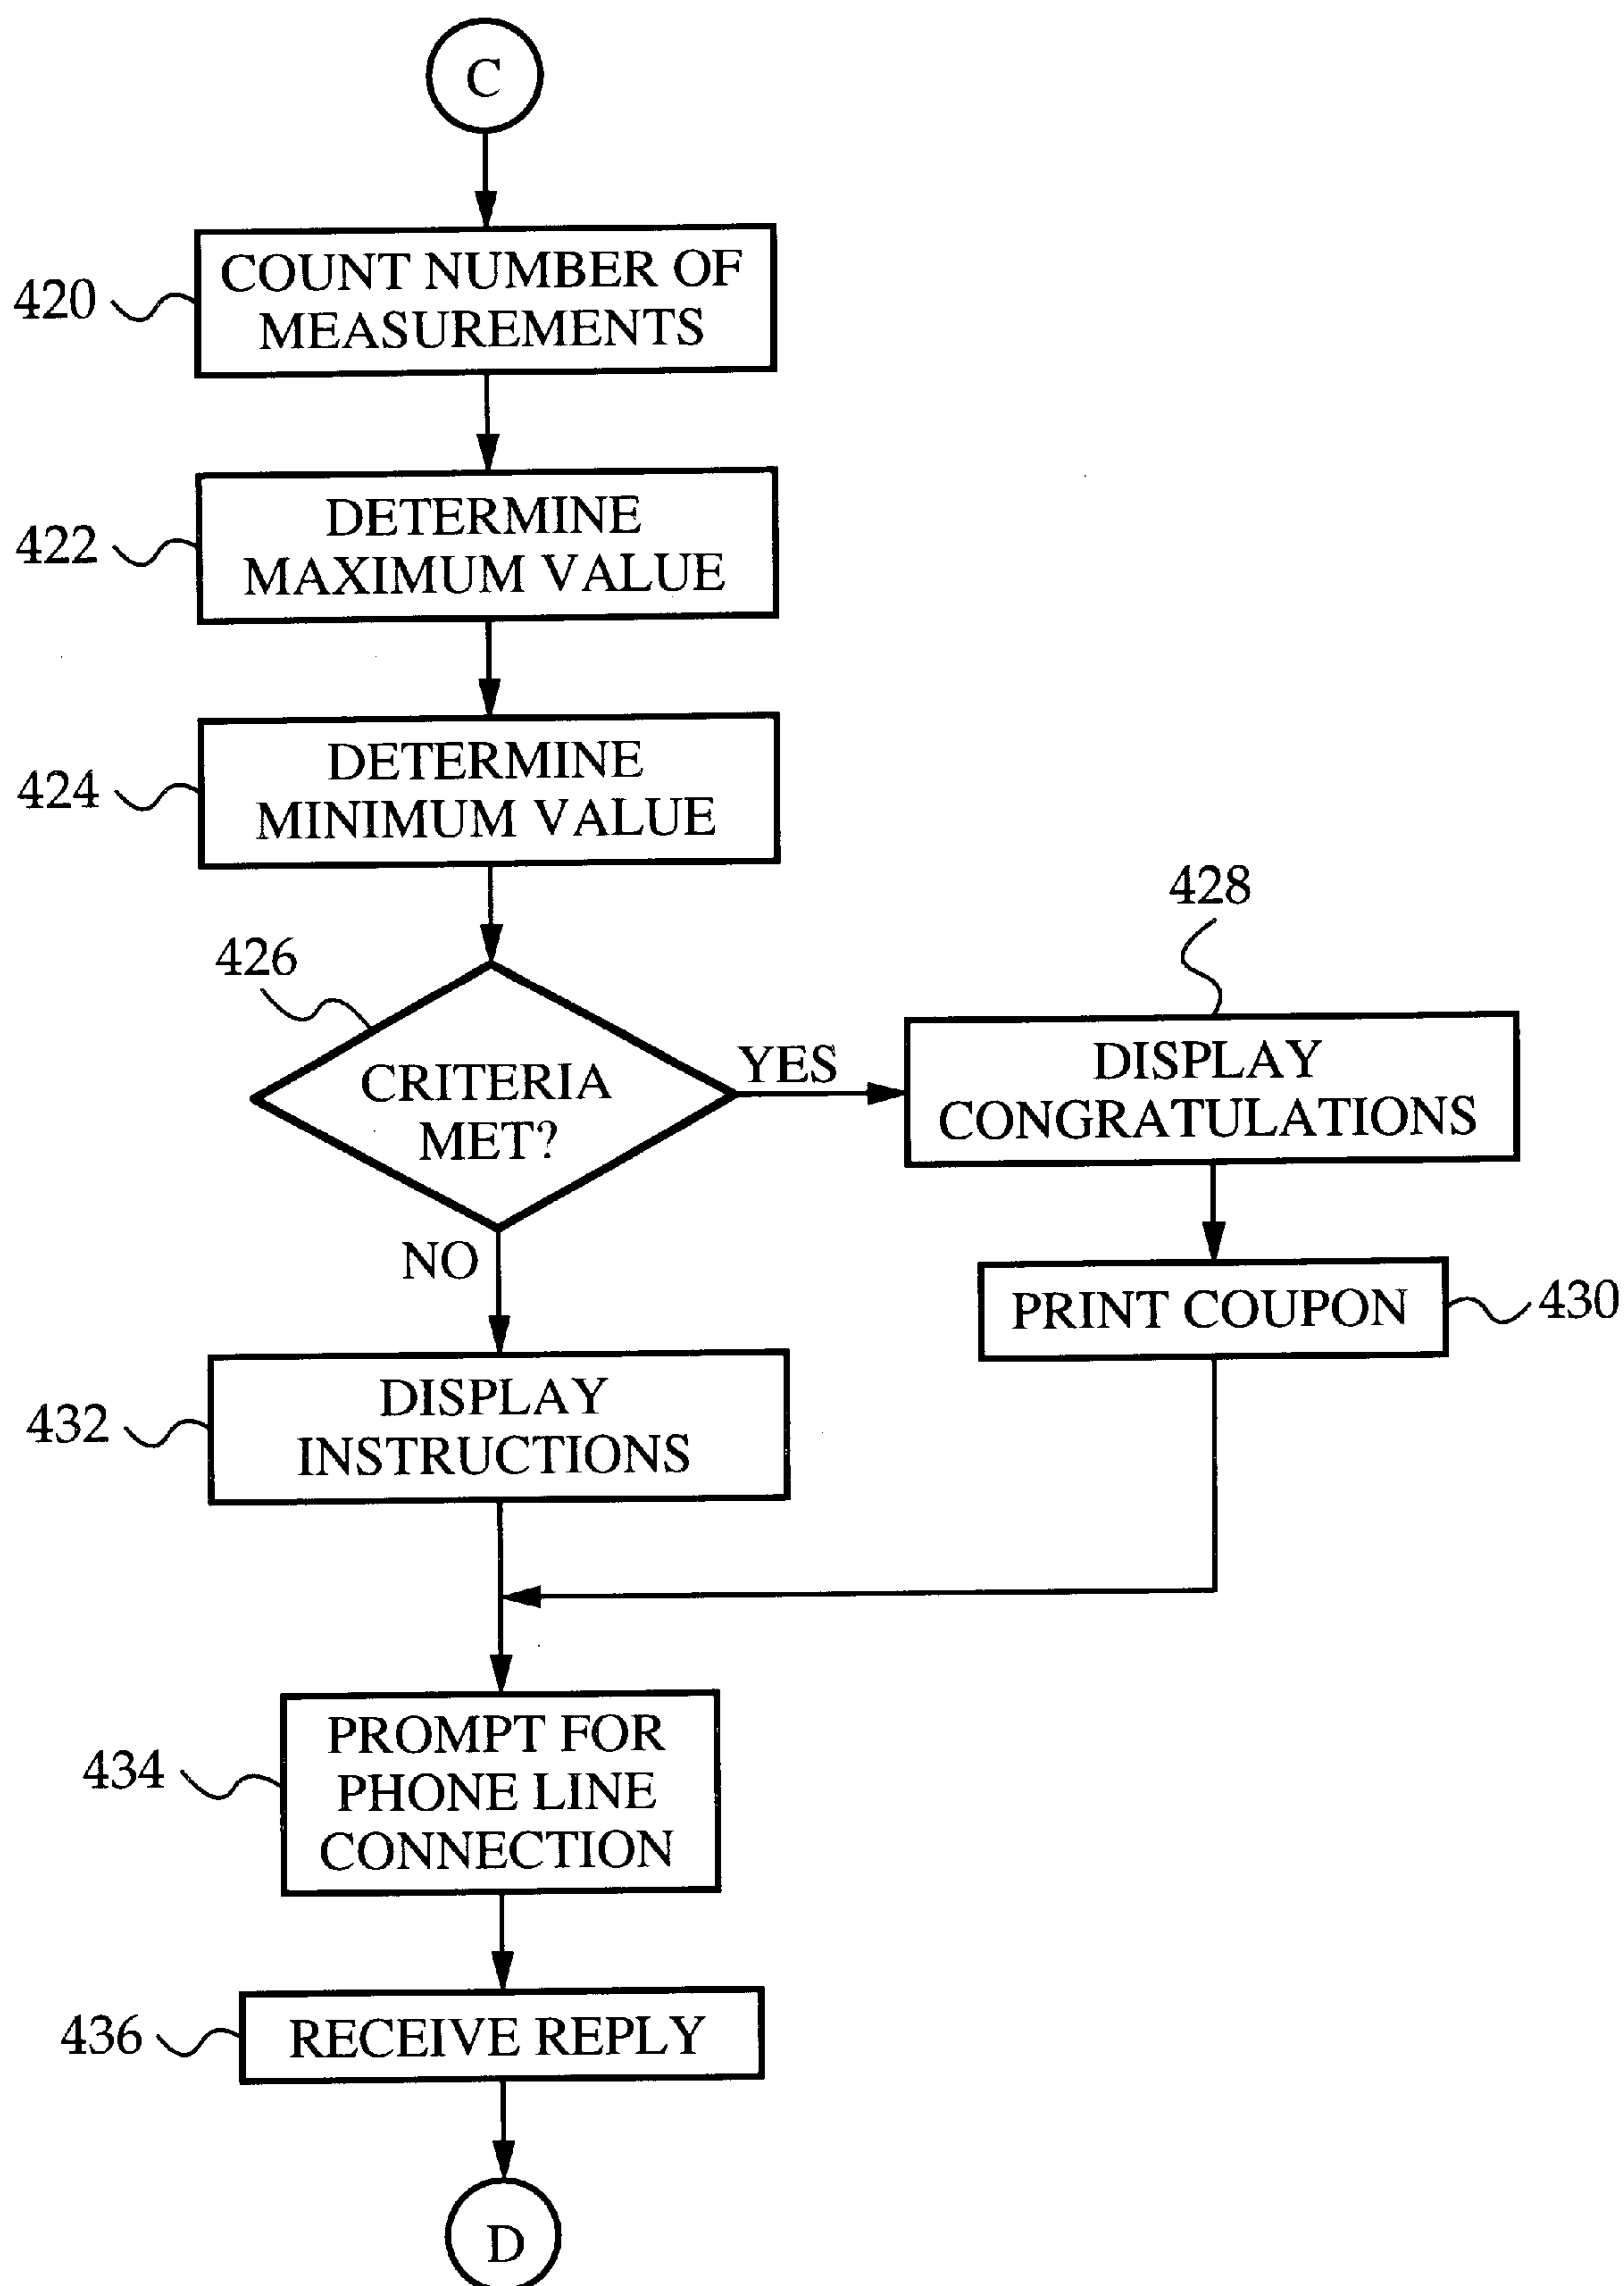 C
420
COUNT NUMBER OF
MEASUREMENTS
422
DETERMINE
MAXIMUM VALUE
424
DETERMINE
MINIMUM VALUE
426
CRITERIA
MET?
YES
NO
428
DISPLAY
CONGRATULATIONS
PRINT COUPON
430
432
DISPLAY
INSTRUCTIONS
434
PROMPT FOR
PHONE LINE
CONNECTION
436
RECEIVE REPLY
D